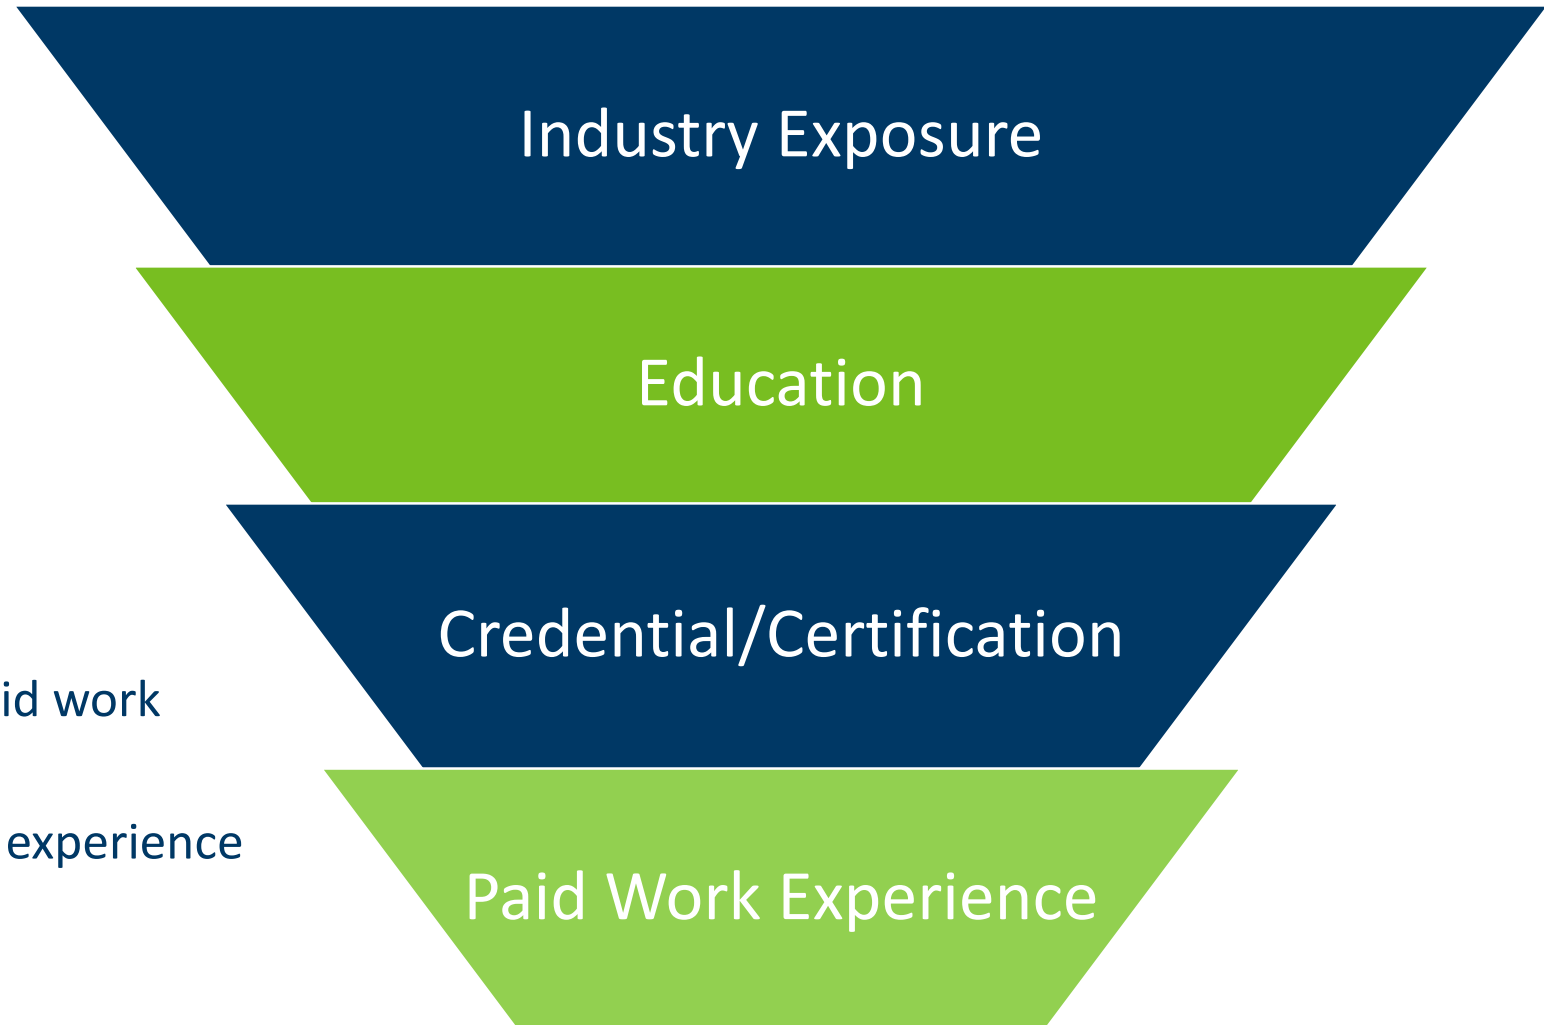 Industry Exposure
Education
Credential/Certification
id work
experience
Paid Work Experience